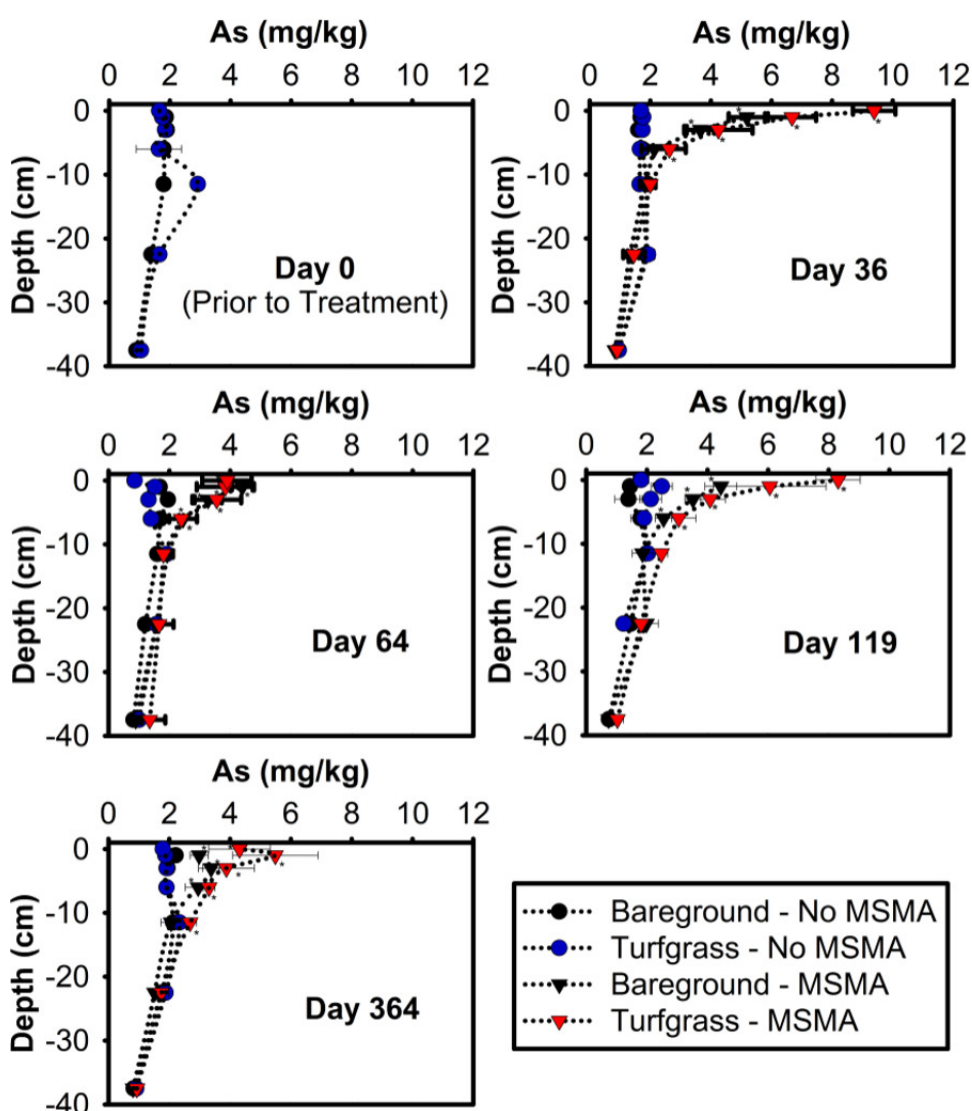 As (mg/kg)
0 2 4 6 8 10 12
Depth (cm)
0
-10
-20
-30
-40
Day 0
(Prior to Treatment)
As (mg/kg)
0 2 4 6 8 10 12
Depth (cm)
0
-10
-20
-30
-40
Day 36
As (mg/kg)
0 2 4 6 8 10 12
Depth (cm)
0
-10
-20
-30
-40
Day 64
As (mg/kg)
0 2 4 6 8 10 12
Depth (cm)
0
-10
-20
-30
-40
Day 119
As (mg/kg)
0 2 4 6 8 10 12
Depth (cm)
0
-10
-20
-30
-40
Day 364
Bareground - No MSMA
Turfgrass - No MSMA
Bareground - MSMA
Turfgrass - MSMA